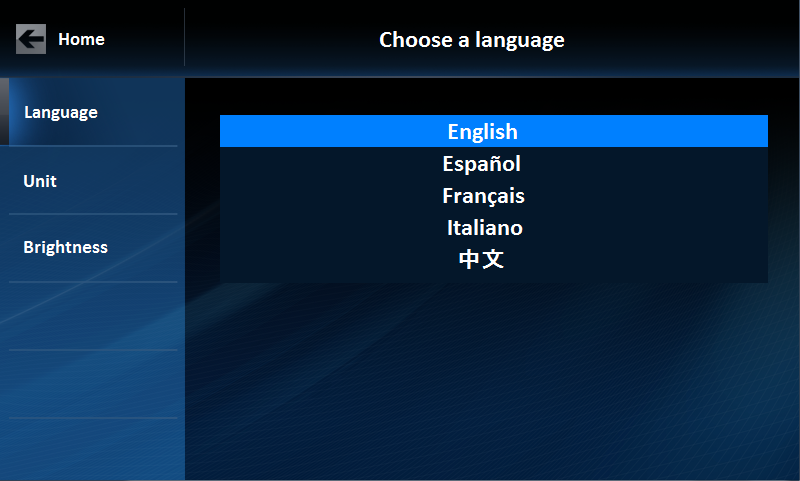 Home
Choose a language
Language
Unit
Brightness
English
Español
Français
Italiano
中文